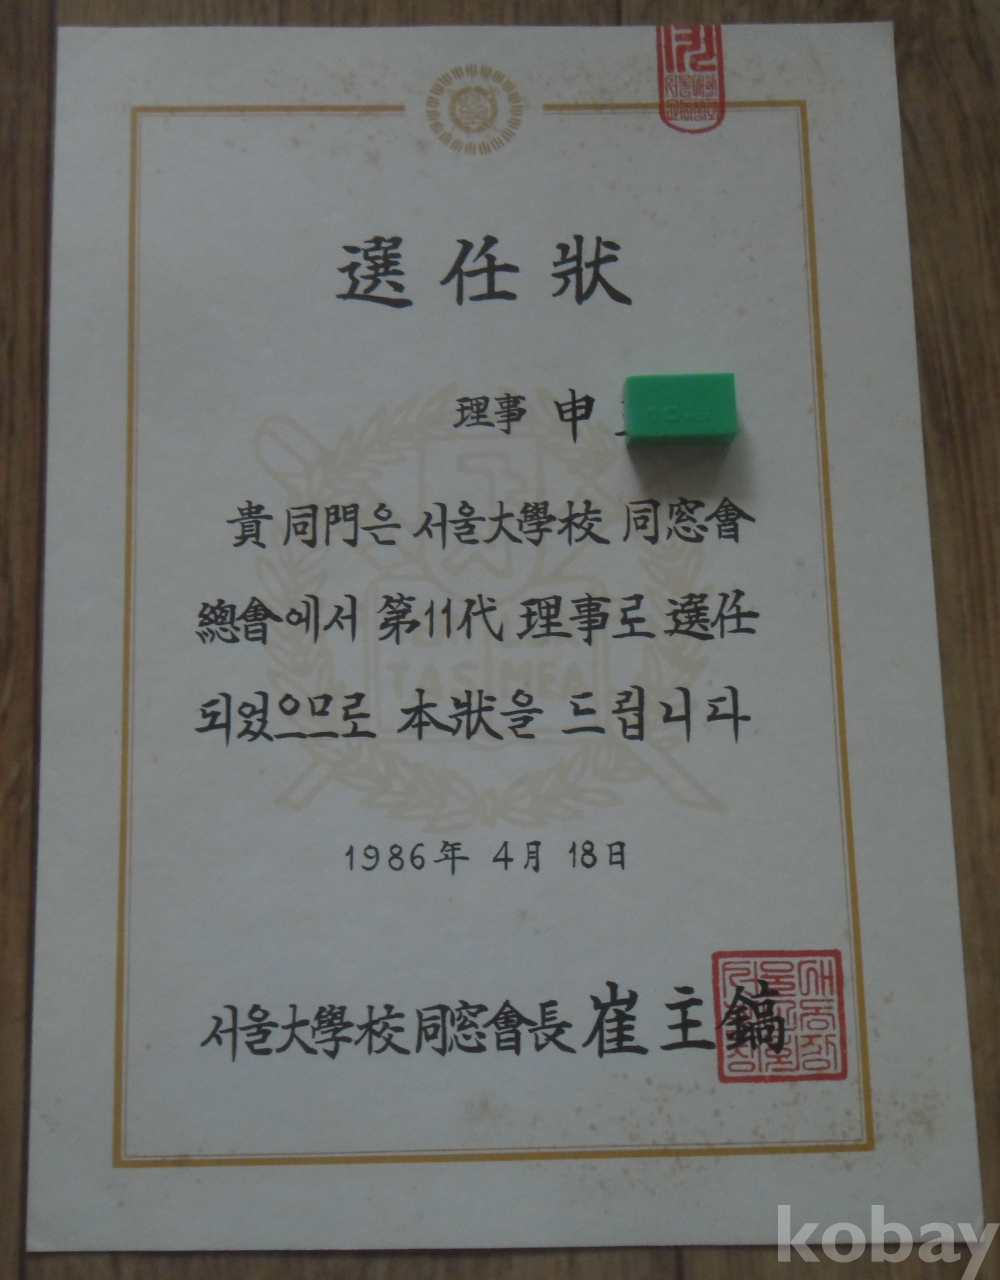 選任狀
理事 申
貴同門은 서울大學校 同窓會
總會에서 第11代 理事로 選任
되었으므로 本狀을 드립니다
TAS MEA
1986年 4月 18日
서울大學校同窓會長 崔主鎬
kobay